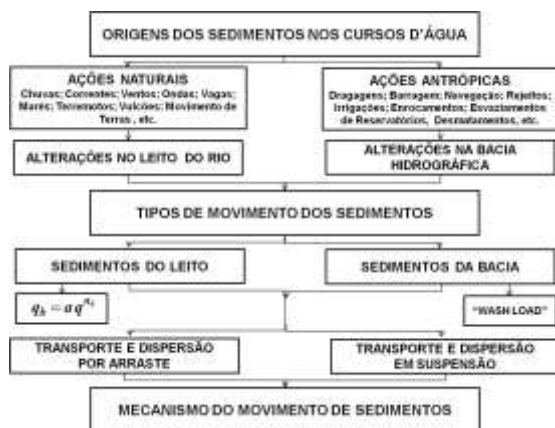 ORIGENS DOS SEDIMENTOS NOS CURSOS D'ÁGUA
AÇÕES NATURAIS
Chuvas; Correntes; Ventos; Ondas; Vagas;
Marés; Terremotos; Vulcões; Movimento de
Terras , etc.
AÇÕES ANTRÓPICAS
Dragagens; Barragem; Navegação; Rejeitos;
Irrigações; Enrocamentos; Esvaziamentos
de Reservatórios, Desmatamentos, etc.
ALTERAÇÕES NO LEITO DO RIO
ALTERAÇÕES NA BACIA
HIDROGRÁFICA
TIPOS DE MOVIMENTO DOS SEDIMENTOS
SEDIMENTOS DO LEITO
SEDIMENTOS DA BACIA
"WASH LOAD"
TRANSPORTE E DISPERSÃO
POR ARRASTE
TRANSPORTE E DISPERSÃO
EM SUSPENSÃO
MECANISMO DO MOVIMENTO DE SEDIMENTOS